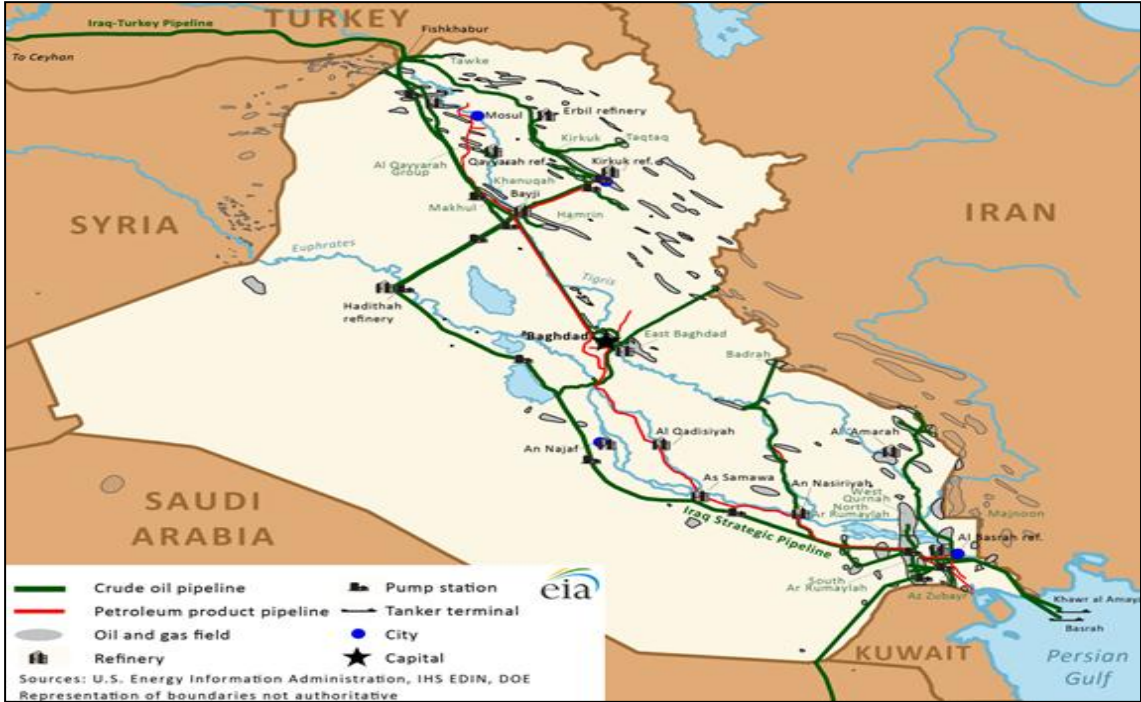 TURKEY
Iraq-Turkey Pipeline
Fishkhabur
To Ceyhan
Tawke
Mosul
Erbil refinery
Kirkuk
Taqtaq
Al Qayyarah
Group
Qayyarah ref.
Kirkuk ref.
Khanuqah
Bayji
Makhul
Hamrin
SYRIA
IRAN
Euphrates
Tigris
Hadithah
refinery
Baghdad
East Baghdad
Badrah
An Najaf
Al Qadisiyah
Al Amarah
As Samawa
An Nasiriyah
West
Qurnah
North
Ar Rumaylah
Majnoon
SAUDI
ARABIA
Iraq Strategic Pipeline
Al Basrah ref.
South
Ar Rumaylah
Az Zubayr
Khawr al Amaya
Basrah
KUWAIT
Persian
Gulf
Crude oil pipeline
Petroleum product pipeline
Oil and gas field
Refinery
Pump station
Tanker terminal
City
Capital
eia
Sources: U.S. Energy Information Administration, IHS EDIN, DOE
Representation of boundaries not authoritative